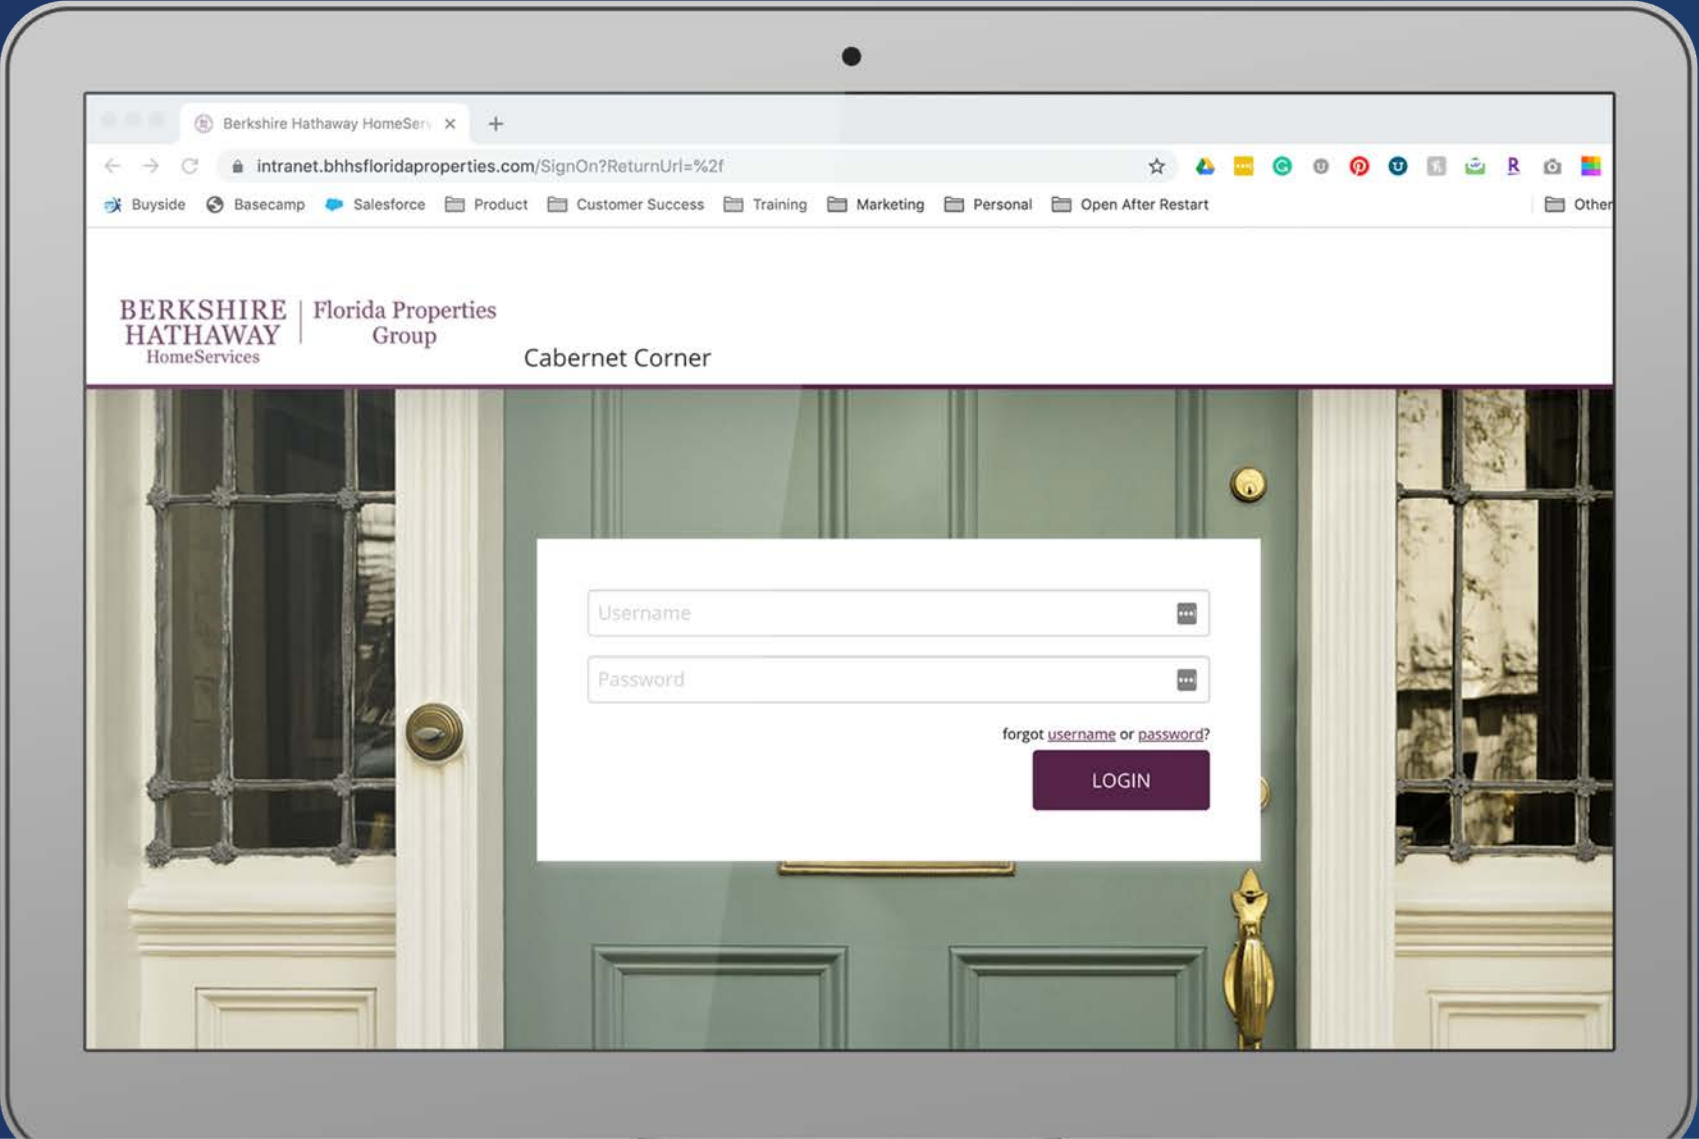 Berkshire Hathaway HomeServ
intranet.bhhsfloridaproperties.com/SignOn?ReturnUrl=%2f
Buyside Basecamp Salesforce Product Customer Success Training Marketing Personal Open After Restart Other
BERKSHIRE HATHAWAY HomeServices
Florida Properties Group
Cabernet Corner
Username
Password
forgot username or password?
LOGIN